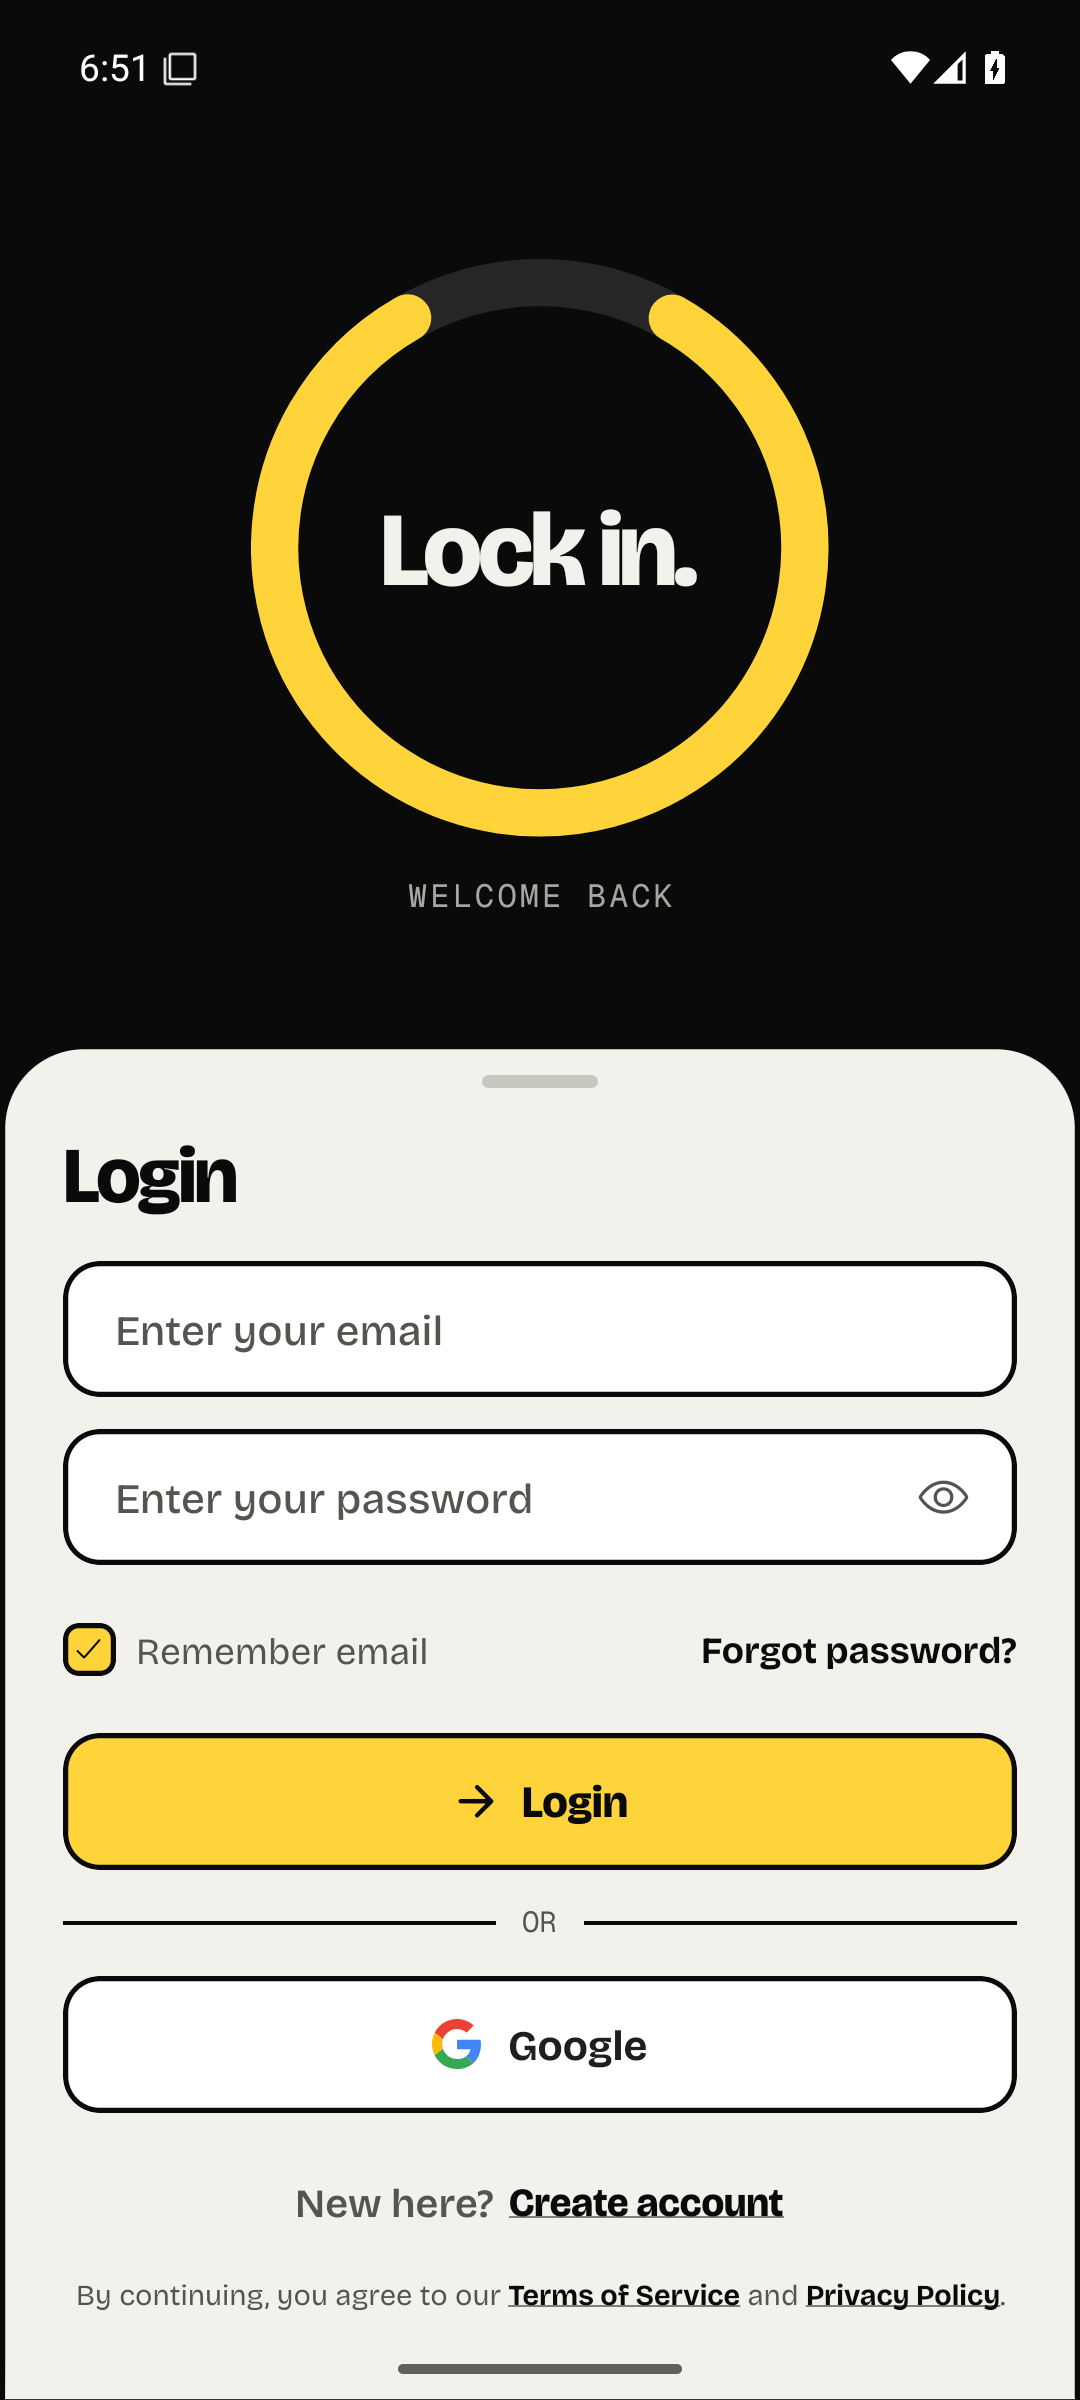 6:51
Lock in.
WELCOME BACK
Login
Enter your email
Enter your password
Remember email Forgot password?
Login
OR
Google
New here? Create account
By continuing, you agree to our Terms of Service and Privacy Policy.